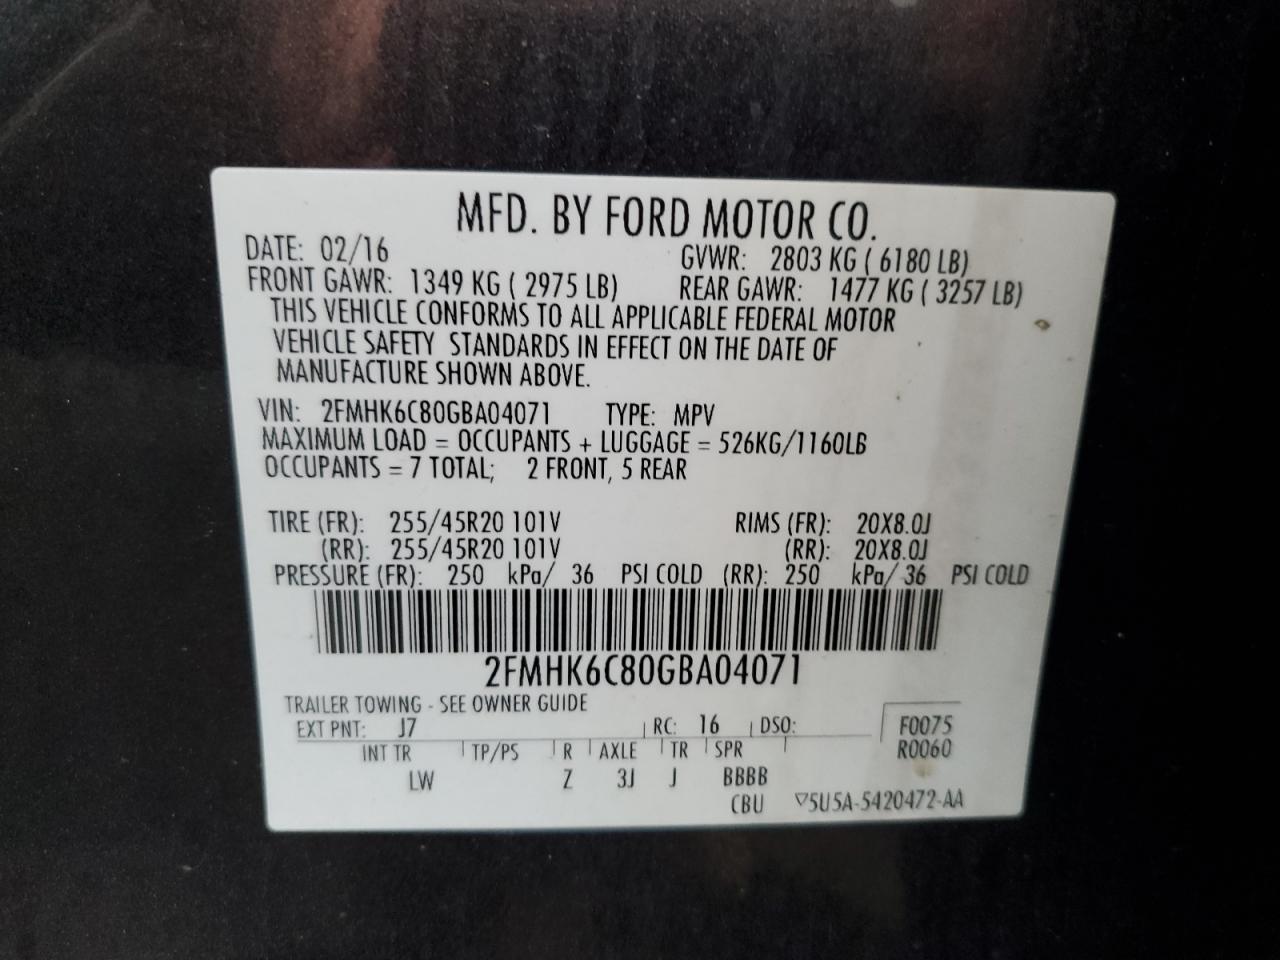 MFD. BY FORD MOTOR CO.
DATE: 02/16 GVWR: 2803 KG ( 6180 LB)
FRONT GAWR: 1349 KG ( 2975 LB) REAR GAWR: 1477 KG ( 3257 LB)
THIS VEHICLE CONFORMS TO ALL APPLICABLE FEDERAL MOTOR
VEHICLE SAFETY STANDARDS IN EFFECT ON THE DATE OF
MANUFACTURE SHOWN ABOVE.
VIN: 2FMHK6C80GBA04071 TYPE: MPV
MAXIMUM LOAD = OCCUPANTS + LUGGAGE = 526KG/1160LB
OCCUPANTS = 7 TOTAL; 2 FRONT, 5 REAR
TIRE (FR): 255/45R20 101V RIMS (FR): 20X8.0J
(RR): 255/45R20 101V (RR): 20X8.0J
PRESSURE (FR): 250 kPa/ 36 PSI COLD (RR): 250 kPa/ 36 PSI COLD
2FMHK6C80GBA04071
TRAILER TOWING - SEE OWNER GUIDE
EXT PNT: J7 RC: 16 DSO: F0075
INT TR TP/PS R AXLE TR SPR R0060
LW Z 3J J BBBB
CBU ▽5U5A-5420472-AA